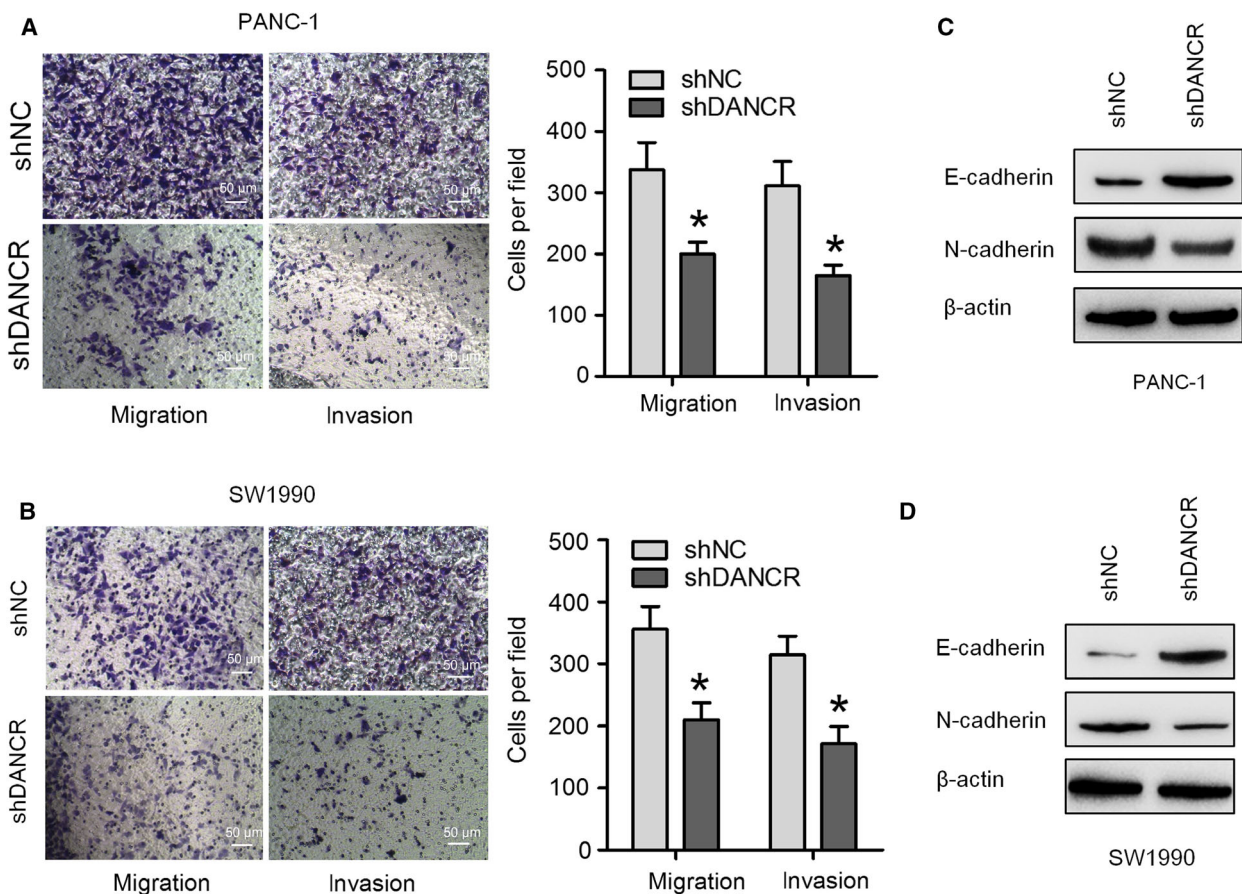 A
PANC-1
shNC
50 µm
50 µm
shDANCR
50 µm
50 µm
Migration
Invasion
500
400
300
200
100
0
Cells per field
shNC
shDANCR
*
*
Migration
Invasion
C
shNC
shDANCR
E-cadherin
N-cadherin
β-actin
PANC-1
B
SW1990
shNC
50 µm
50 µm
shDANCR
50 µm
50 µm
Migration
Invasion
500
400
300
200
100
0
Cells per field
shNC
shDANCR
*
*
Migration
Invasion
D
shNC
shDANCR
E-cadherin
N-cadherin
β-actin
SW1990